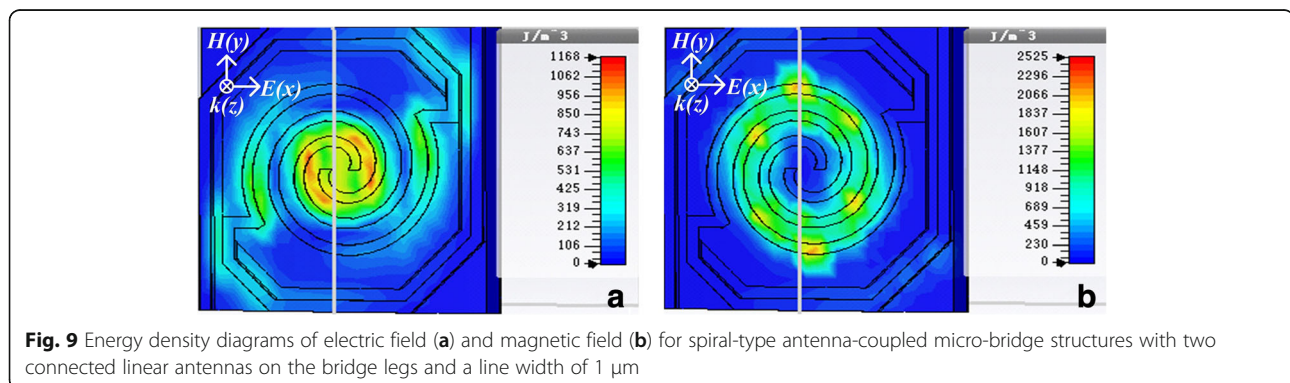 H(y)
E(x)
k(z)
J/m^3
1168
1062
956
850
743
637
531
425
319
212
106
0
a
H(y)
E(x)
k(z)
J/m^3
2525
2296
2066
1837
1607
1377
1148
918
689
459
230
0
b
Fig. 9 Energy density diagrams of electric field (a) and magnetic field (b) for spiral-type antenna-coupled micro-bridge structures with two
connected linear antennas on the bridge legs and a line width of 1 μm